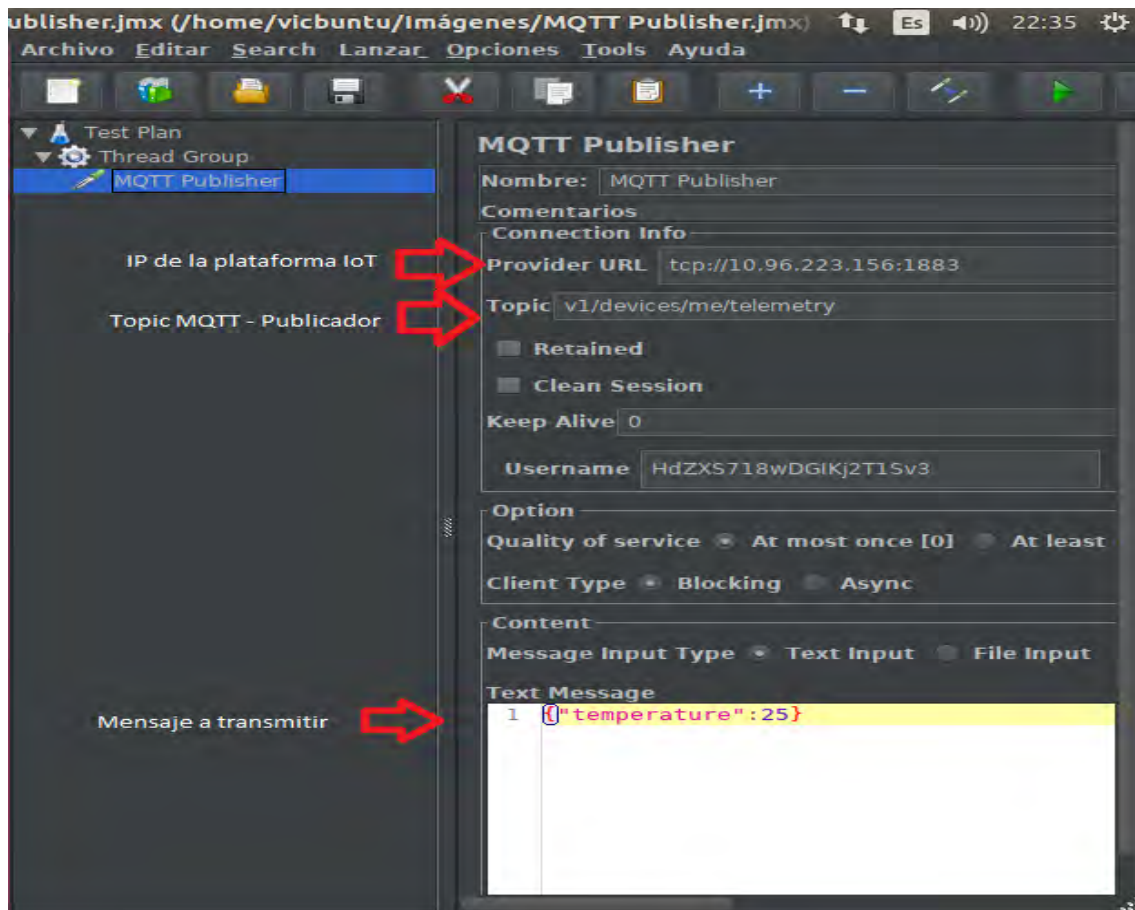 ublisher.jmx (/home/vicbuntu/Imágenes/MQTT Publisher.jmx) Es 22:35
Archivo Editar Search Lanzar Opciones Tools Ayuda
Test Plan
Thread Group
MQTT Publisher
MQTT Publisher
Nombre: MQTT Publisher
Comentarios
Connection Info
IP de la plataforma IoT
Provider URL tcp://10.96.223.156:1883
Topic MQTT - Publicador
Topic v1/devices/me/telemetry
Retained
Clean Session
Keep Alive 0
Username HdZXS718wDGIKj2T1Sv3
Option
Quality of service At most once [0] At least
Client Type Blocking Async
Content
Message Input Type Text Input File Input
Text Message
Mensaje a transmitir
1 {"temperature":25}